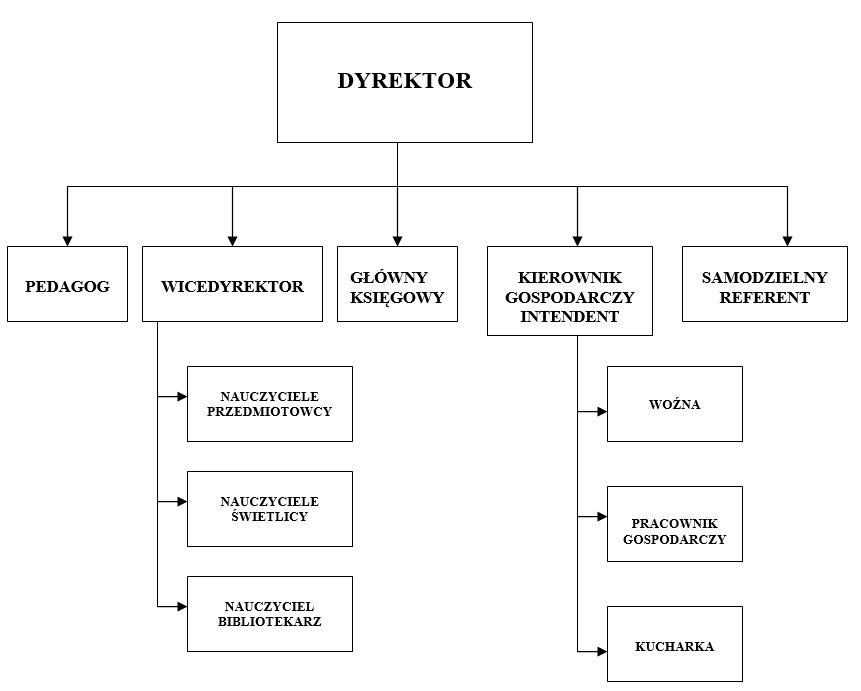 DYREKTOR
PEDAGOG
WICEDYREKTOR
GŁÓWNY
KSIĘGOWY
KIEROWNIK
GOSPODARCZY
INTENDENT
SAMODZIELNY
REFERENT
NAUCZYCIELE
PRZEDMIOTOWCY
NAUCZYCIELE
ŚWIETLICY
NAUCZYCIEL
BIBLIOTEKARZ
WOŹNA
PRACOWNIK
GOSPODARCZY
KUCHARKA